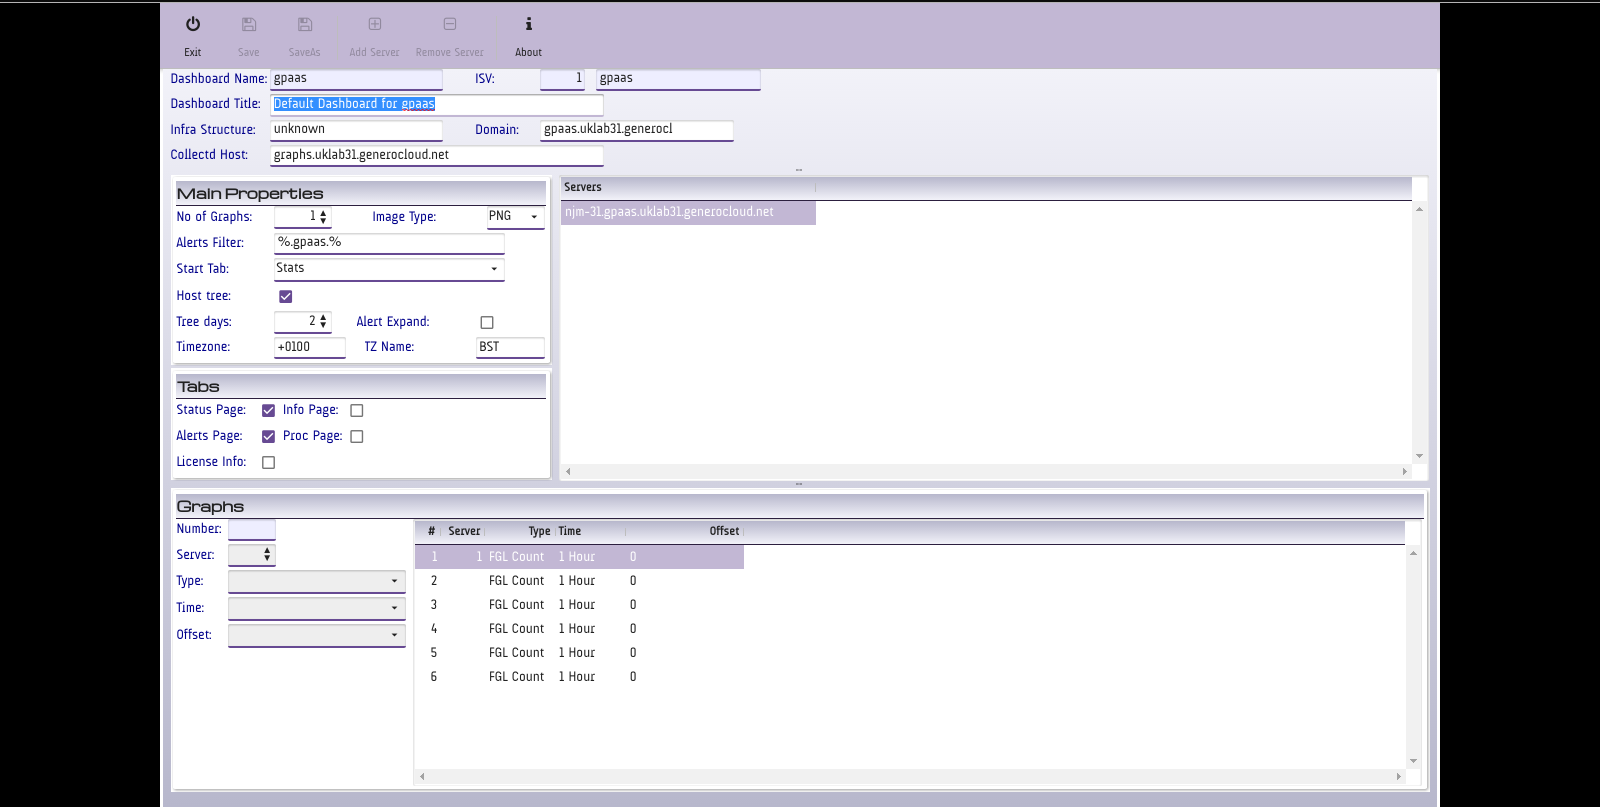 Exit Save SaveAs Add Server Remove Server About
Dashboard Name: gpaas ISV: 1 gpaas
Dashboard Title: Default Dashboard for gpaas
Infra Structure: unknown Domain: gpaas.uklab31.generocl
Collectd Host: graphs.uklab31.generocloud.net
Main Properties
No of Graphs: 1 Image Type: PNG
Alerts Filter: %.gpaas.%
Start Tab: Stats
Host tree:
Tree days: 2 Alert Expand:
Timezone: +0100 TZ Name: BST
Tabs
Status Page: Info Page:
Alerts Page: Proc Page:
License Info:
Servers
njm-31.gpaas.uklab31.generocloud.net
Graphs
Number:
Server:
Type:
Time:
Offset:
# Server Type Time Offset
1 1 FGL Count 1 Hour 0
2 FGL Count 1 Hour 0
3 FGL Count 1 Hour 0
4 FGL Count 1 Hour 0
5 FGL Count 1 Hour 0
6 FGL Count 1 Hour 0